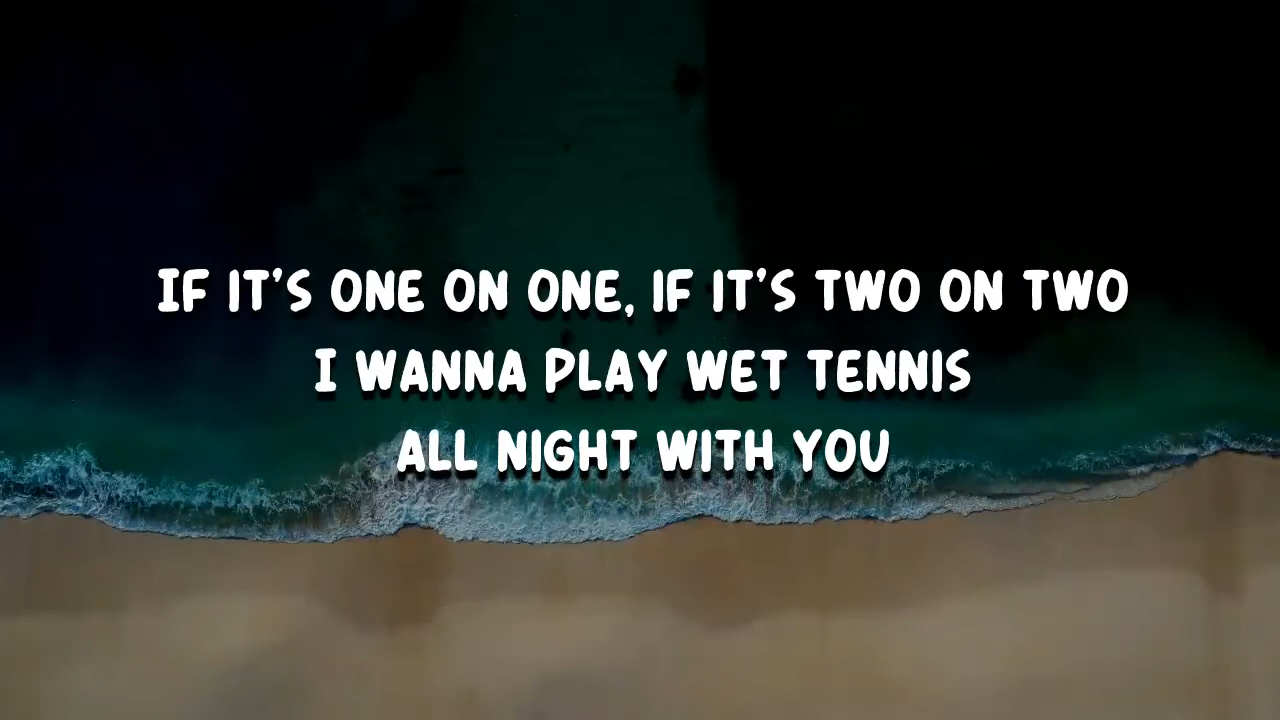 IF IT'S ONE ON ONE, IF IT'S TWO ON TWO
I WANNA PLAY WET TENNIS
ALL NIGHT WITH YOU